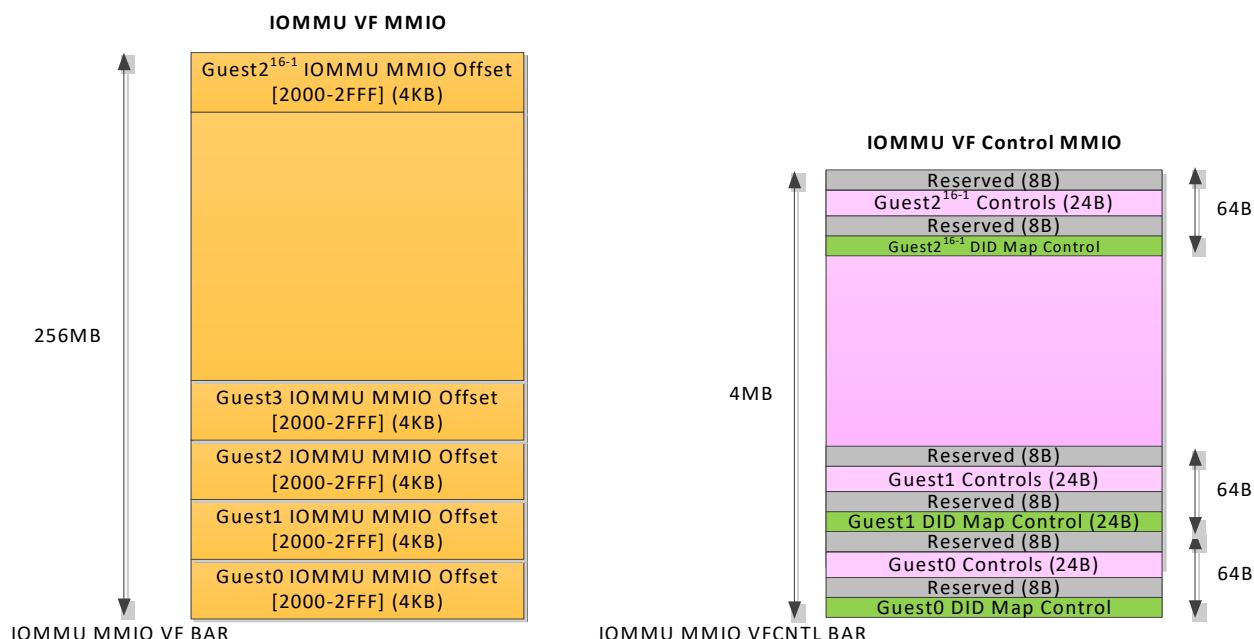 IOMMU VF MMIO
Guest2^16-1 IOMMU MMIO Offset
[2000-2FFF] (4KB)
256MB
Guest3 IOMMU MMIO Offset
[2000-2FFF] (4KB)
Guest2 IOMMU MMIO Offset
[2000-2FFF] (4KB)
Guest1 IOMMU MMIO Offset
[2000-2FFF] (4KB)
Guest0 IOMMU MMIO Offset
[2000-2FFF] (4KB)
IOMMU MMIO VF BAR
IOMMU VF Control MMIO
Reserved (8B)
Guest2^16-1 Controls (24B)
Reserved (8B)
Guest2^16-1 DID Map Control
64B
4MB
Reserved (8B)
Guest1 Controls (24B)
Reserved (8B)
Guest1 DID Map Control (24B)
64B
Reserved (8B)
Guest0 Controls (24B)
Reserved (8B)
Guest0 DID Map Control
64B
IOMMU MMIO VFCNTL BAR